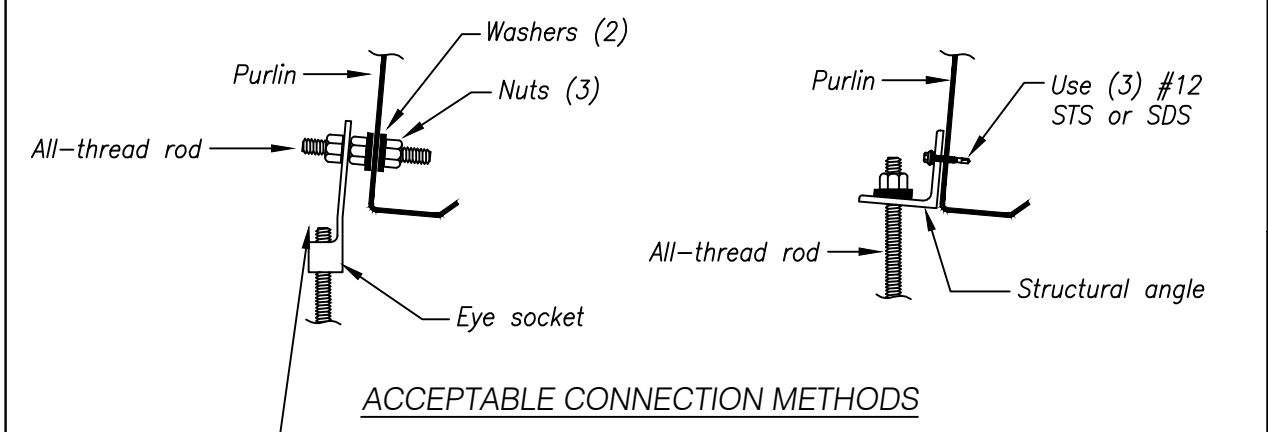 Washers (2)
Purlin
Nuts (3)
All-thread rod
Eye socket
Purlin
Use (3) #12
STS or SDS
All-thread rod
Structural angle
ACCEPTABLE CONNECTION METHODS